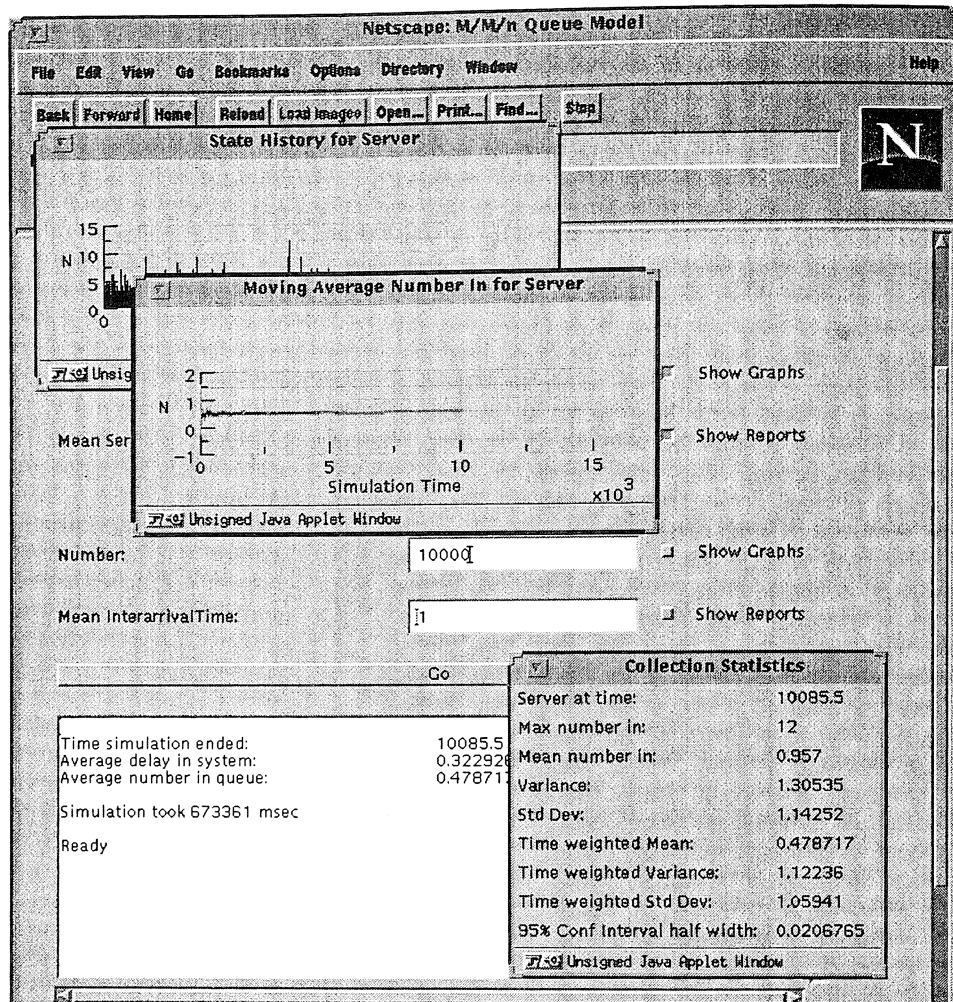 Netscape: M/M/n Queue Model
File Edit View Go Bookmarks Options Directory Window Help
Back Forward Home Reload Load Images Open... Print... Find... Stop
N
State History for Server
15
N 10
5
0
0
Unsig
Moving Average Number In for Server
2
N 1
0
-1
0 5 10 15
Simulation Time x10^3
Unsigned Java Applet Window
Show Graphs
Mean Ser
Show Reports
Number: 10000 Show Graphs
Mean InterarrivalTime: 1 Show Reports
Go
Time simulation ended: 10085.5
Average delay in system: 0.322926
Average number in queue: 0.478717
Simulation took 673361 msec
Ready
Collection Statistics
Server at time: 10085.5
Max number in: 12
Mean number in: 0.957
Variance: 1.30535
Std Dev: 1.14252
Time weighted Mean: 0.478717
Time weighted Variance: 1.12236
Time weighted Std Dev: 1.05941
95% Conf Interval half width: 0.0206765
Unsigned Java Applet Window